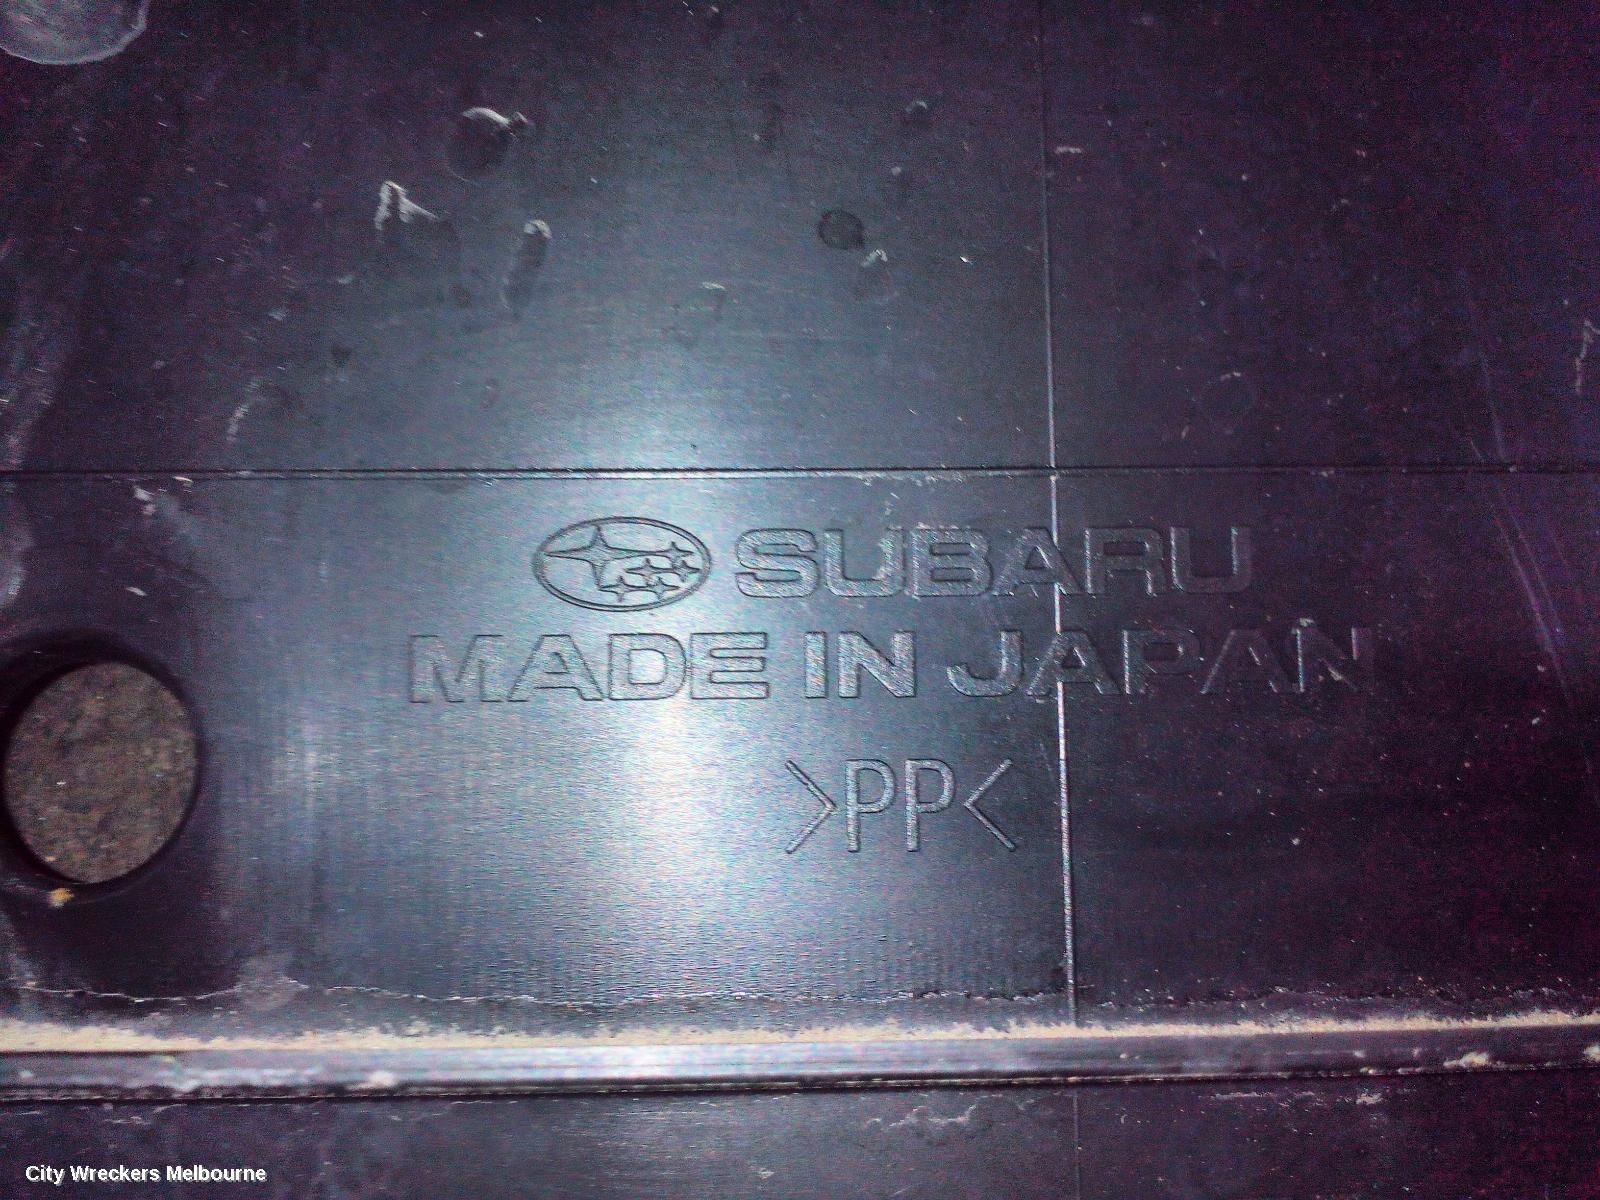 SUBARU
MADE IN JAPAN
>PP<
City Wreckers Melbourne